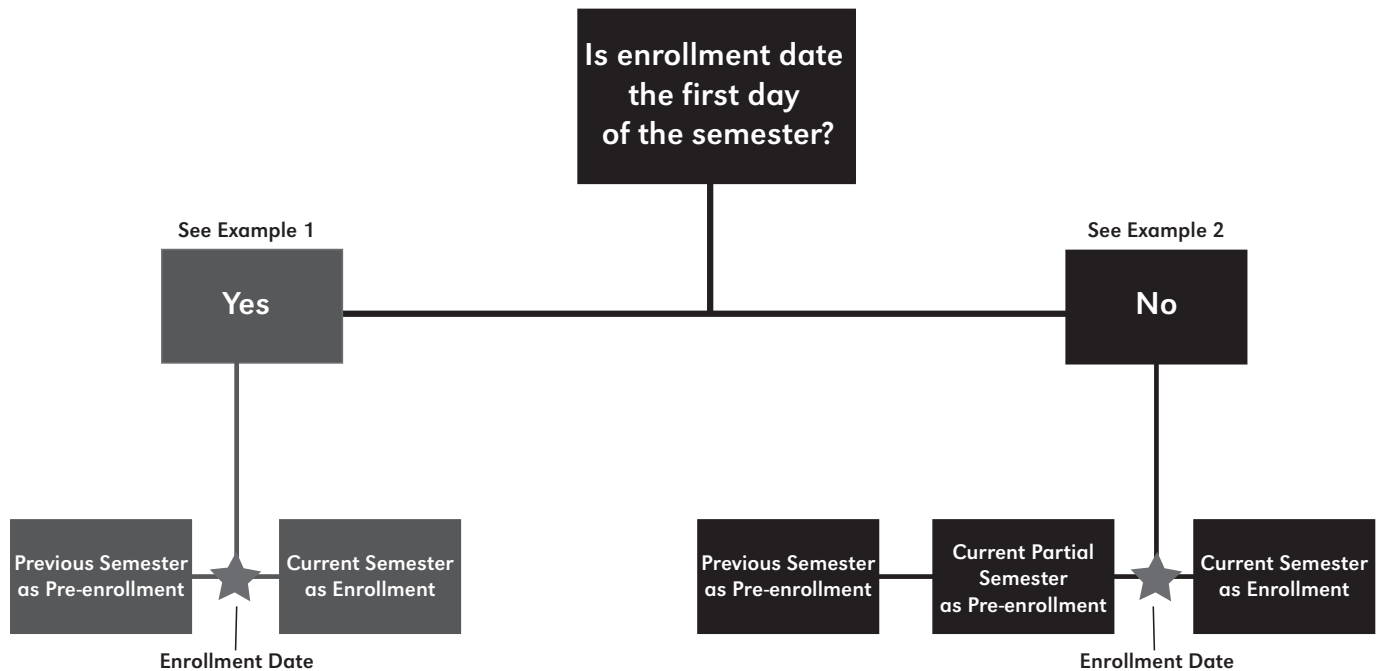 Is enrollment date
the first day
of the semester?
See Example 1
Yes
See Example 2
No
Previous Semester
as Pre-enrollment
Current Semester
as Enrollment
Enrollment Date
Previous Semester
as Pre-enrollment
Current Partial
Semester
as Pre-enrollment
Current Semester
as Enrollment
Enrollment Date